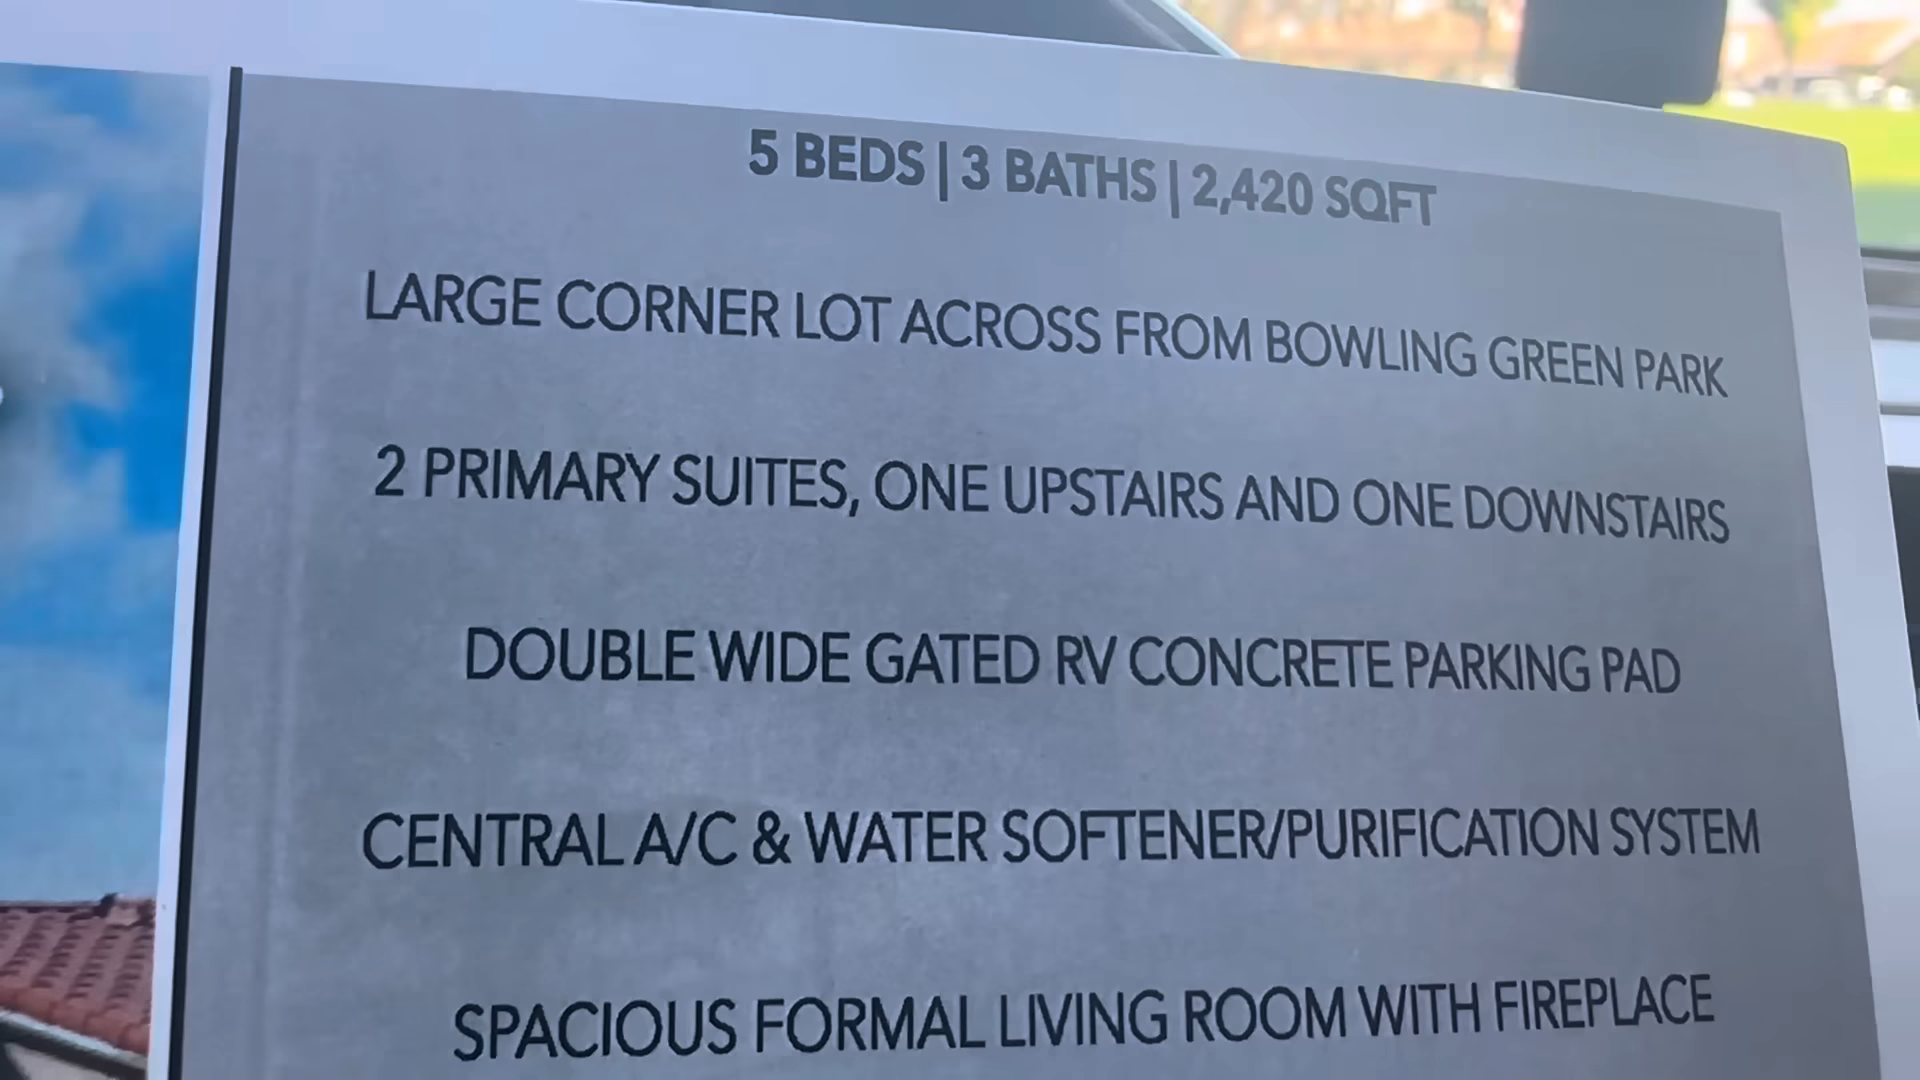 5 BEDS | 3 BATHS | 2,420 SQFT
LARGE CORNER LOT ACROSS FROM BOWLING GREEN PARK
2 PRIMARY SUITES, ONE UPSTAIRS AND ONE DOWNSTAIRS
DOUBLE WIDE GATED RV CONCRETE PARKING PAD
CENTRAL A/C & WATER SOFTENER/PURIFICATION SYSTEM
SPACIOUS FORMAL LIVING ROOM WITH FIREPLACE